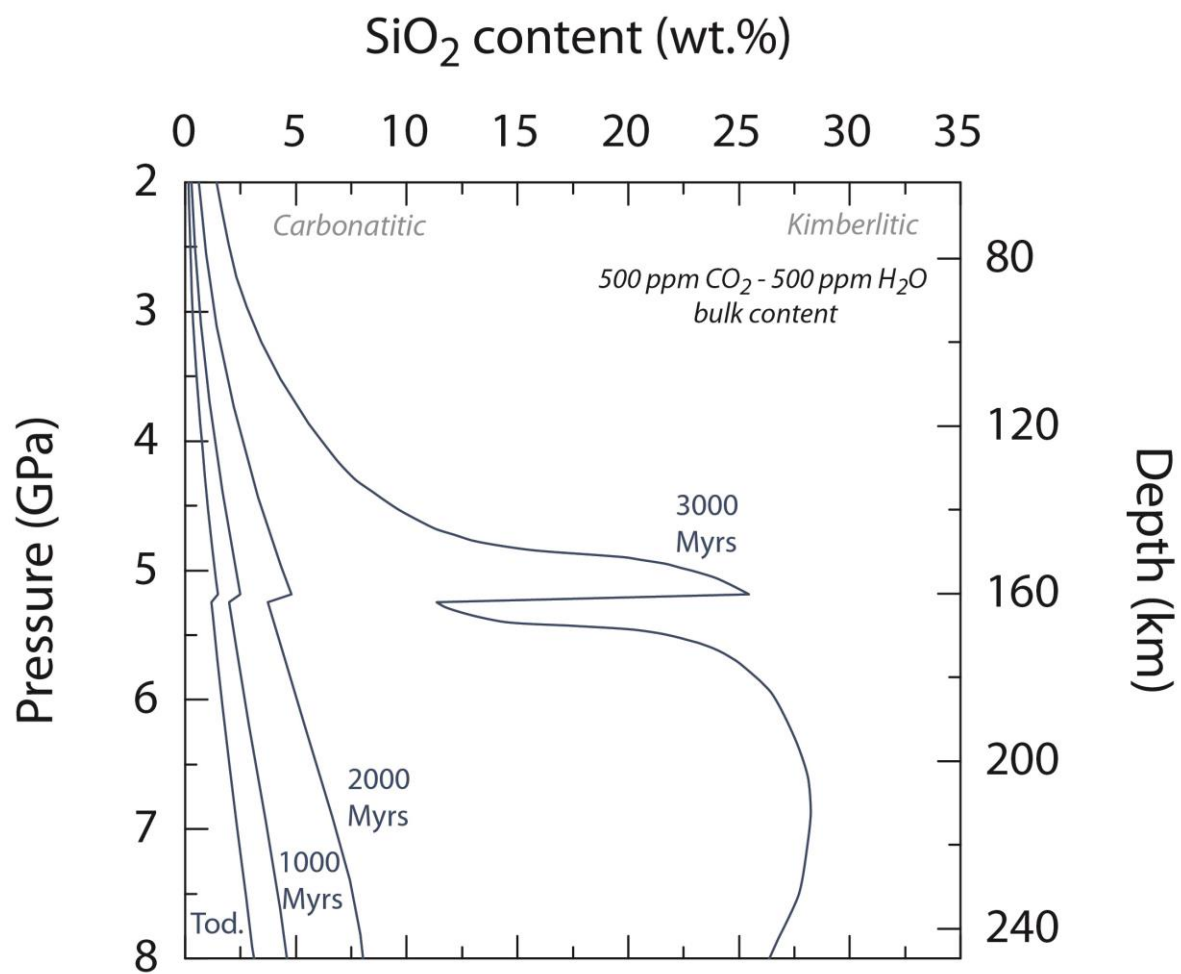 SiO2 content (wt.%)
0 5 10 15 20 25 30 35
Carbonatitic
Kimberlitic
500 ppm CO2 - 500 ppm H2O
bulk content
Pressure (GPa)
2
3
4
5
6
7
8
80
120
160
200
240
Depth (km)
3000
Myrs
2000
Myrs
1000
Myrs
Tod.